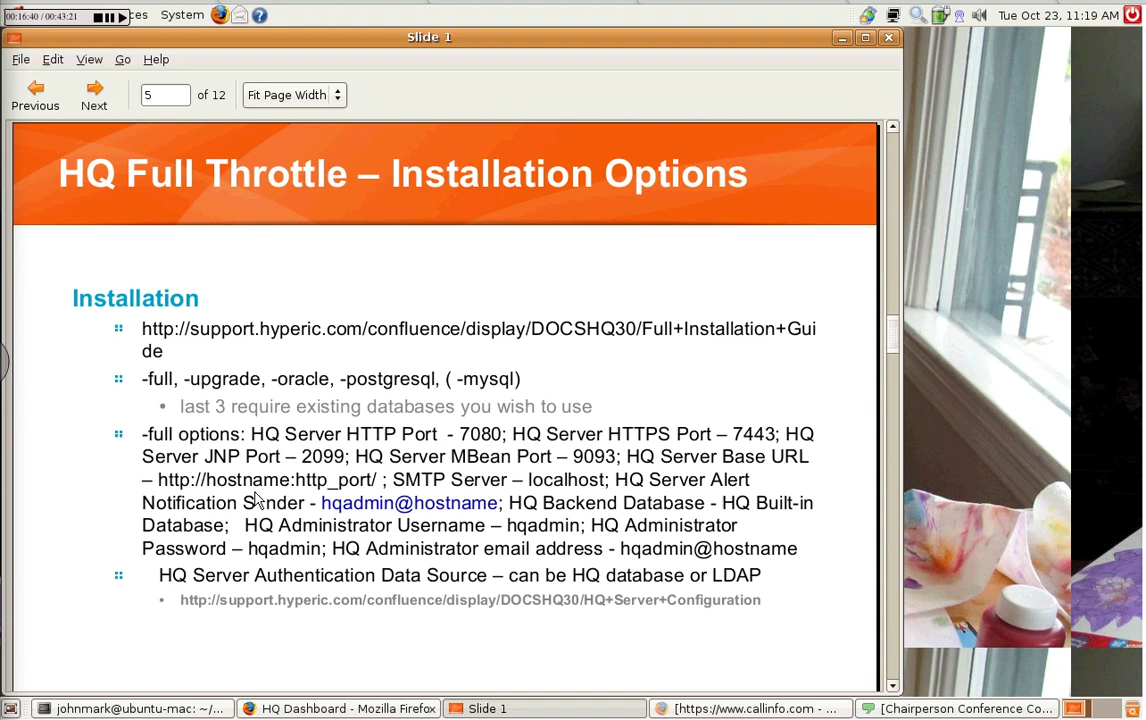 00:16:40 / 00:43:21
ces System
Tue Oct 23, 11:19 AM
Slide 1
File Edit View Go Help
Previous Next
5 of 12
Fit Page Width
HQ Full Throttle – Installation Options
Installation
http://support.hyperic.com/confluence/display/DOCSHQ30/Full+Installation+Gui
de
-full, -upgrade, -oracle, -postgresql, ( -mysql)
• last 3 require existing databases you wish to use
-full options: HQ Server HTTP Port - 7080; HQ Server HTTPS Port – 7443; HQ
Server JNP Port – 2099; HQ Server MBean Port – 9093; HQ Server Base URL
– http://hostname:http_port/ ; SMTP Server – localhost; HQ Server Alert
Notification Sender - hqadmin@hostname; HQ Backend Database - HQ Built-in
Database; HQ Administrator Username – hqadmin; HQ Administrator
Password – hqadmin; HQ Administrator email address - hqadmin@hostname
HQ Server Authentication Data Source – can be HQ database or LDAP
• http://support.hyperic.com/confluence/display/DOCSHQ30/HQ+Server+Configuration
johnmark@ubuntu-mac: ~/... HQ Dashboard - Mozilla Firefox Slide 1 [https://www.callinfo.com - ... [Chairperson Conference Co...